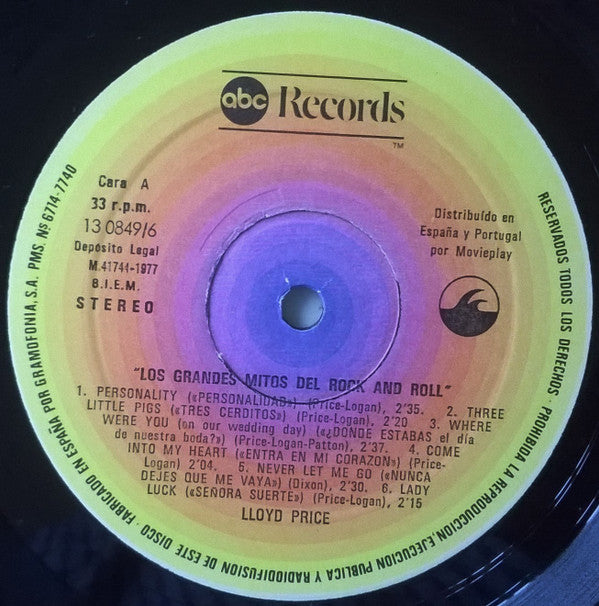 abc Records
TM
Cara A
33 r.p.m.
13 0849/6
Depósito Legal
M.41744-1977
B.I.E.M.
STEREO
Distribuído en
España y Portugal
por Movieplay
"LOS GRANDES MITOS DEL ROCK AND ROLL"
1. PERSONALITY («PERSONALIDAD») (Price-Logan), 2'35. 2. THREE
LITTLE PIGS («TRES CERDITOS») (Price-Logan), 2'20 3. WHERE
WERE YOU (on our wedding day) («¿DONDE ESTABAS el día
de nuestra boda?») (Price-Logan-Patton), 2'37. 4. COME
INTO MY HEART («ENTRA EN MI CORAZON») (Price-
Logan) 2'04. 5. NEVER LET ME GO («NUNCA
DEJES QUE ME VAYA») (Dixon), 2'30. 6. LADY
LUCK («SEÑORA SUERTE») (Price-Logan), 2'15
LLOYD PRICE
RESERVADOS TODOS LOS DERECHOS · PROHIBIDA LA REPRODUCCION, EJECUCION PUBLICA Y RADIODIFUSION DE ESTE DISCO · FABRICADO EN ESPAÑA POR GRAMOFONIA, S.A. PMS. Nº 6714-7740